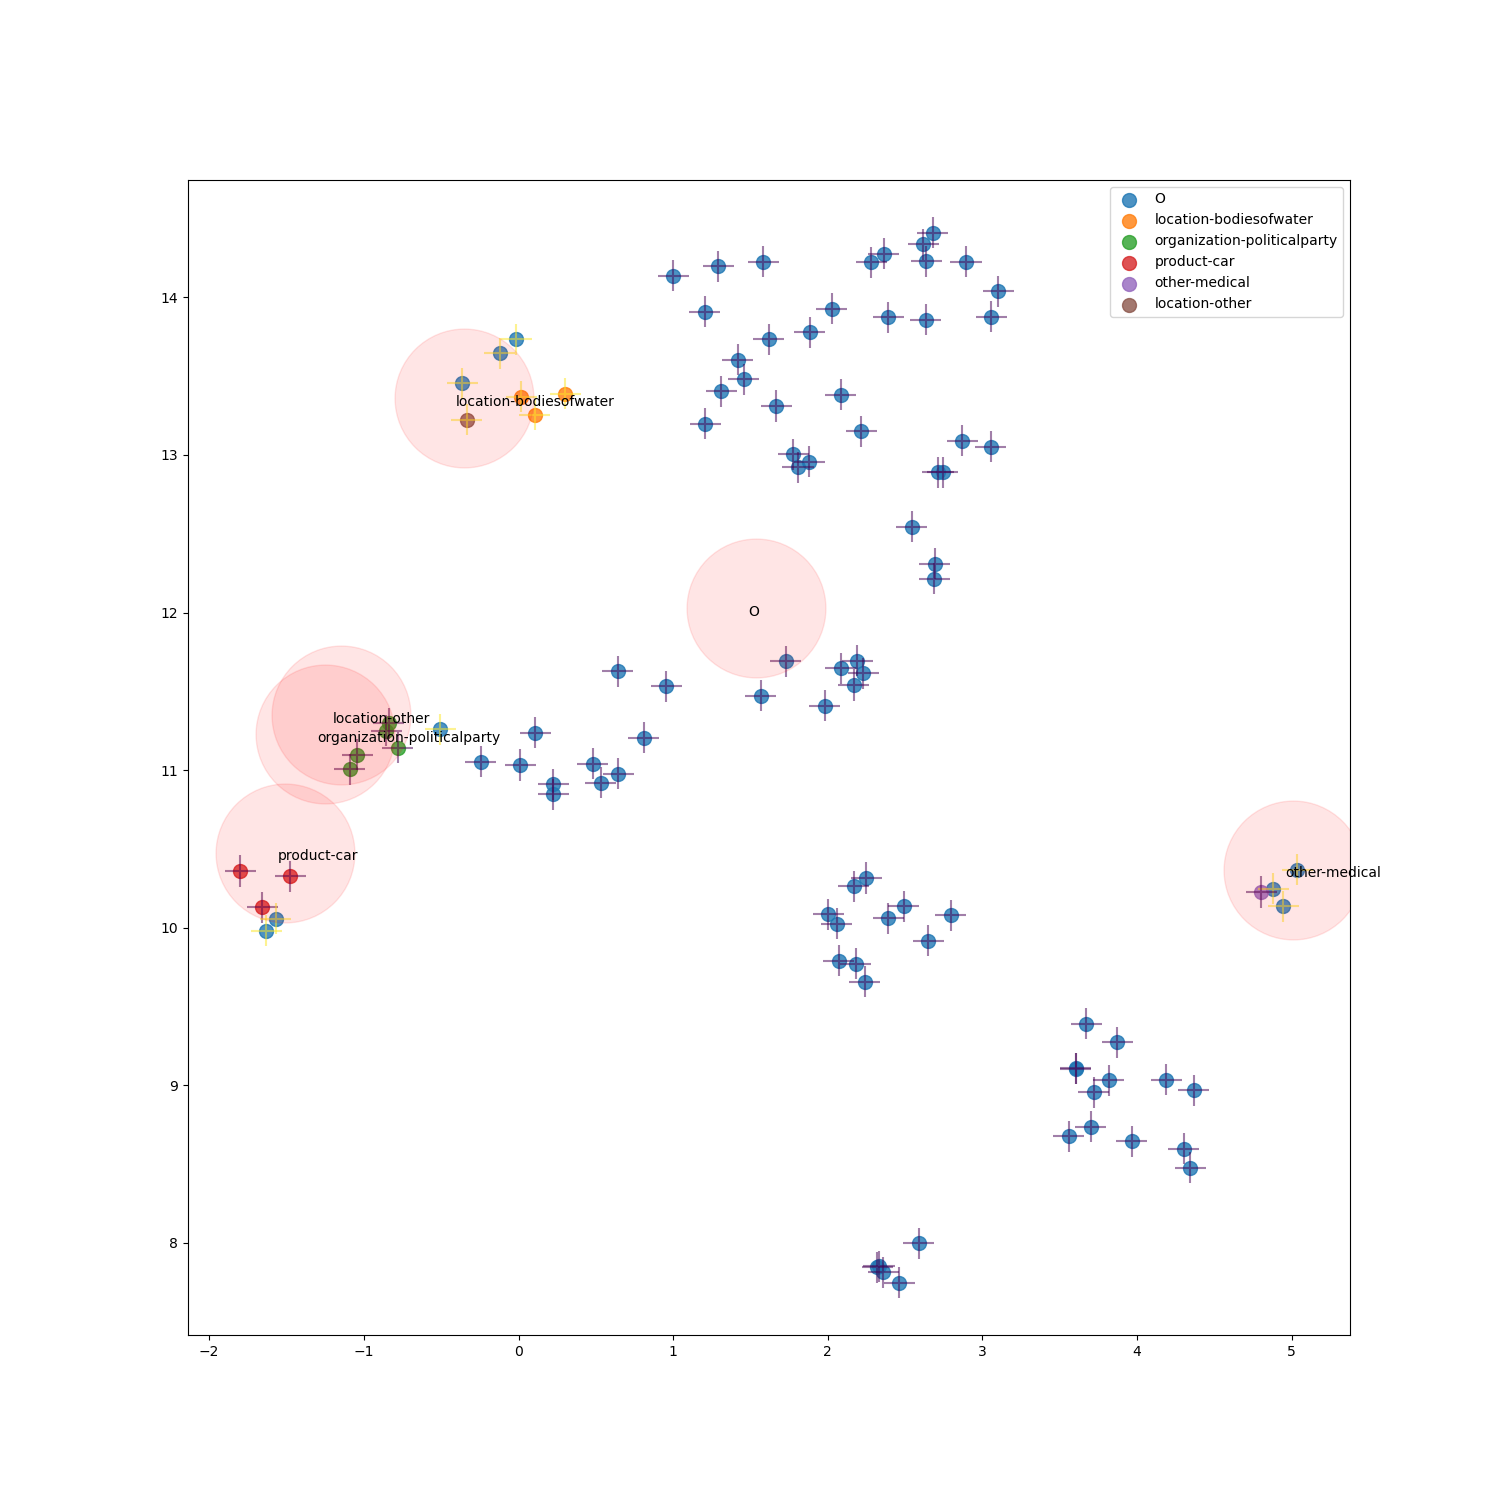 O
location-bodiesofwater
organization-politicalparty
product-car
other-medical
location-other
14
location-bodiesofwater
13
12
O
location-other
organization-politicalparty
11
product-car
other-medical
10
9
8
−2 −1 0 1 2 3 4 5